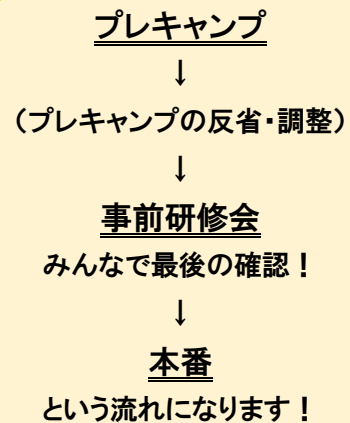 プレキャンプ
↓
（プレキャンプの反省・調整）
↓
事前研修会
みんなで最後の確認！
↓
本番
という流れになります！